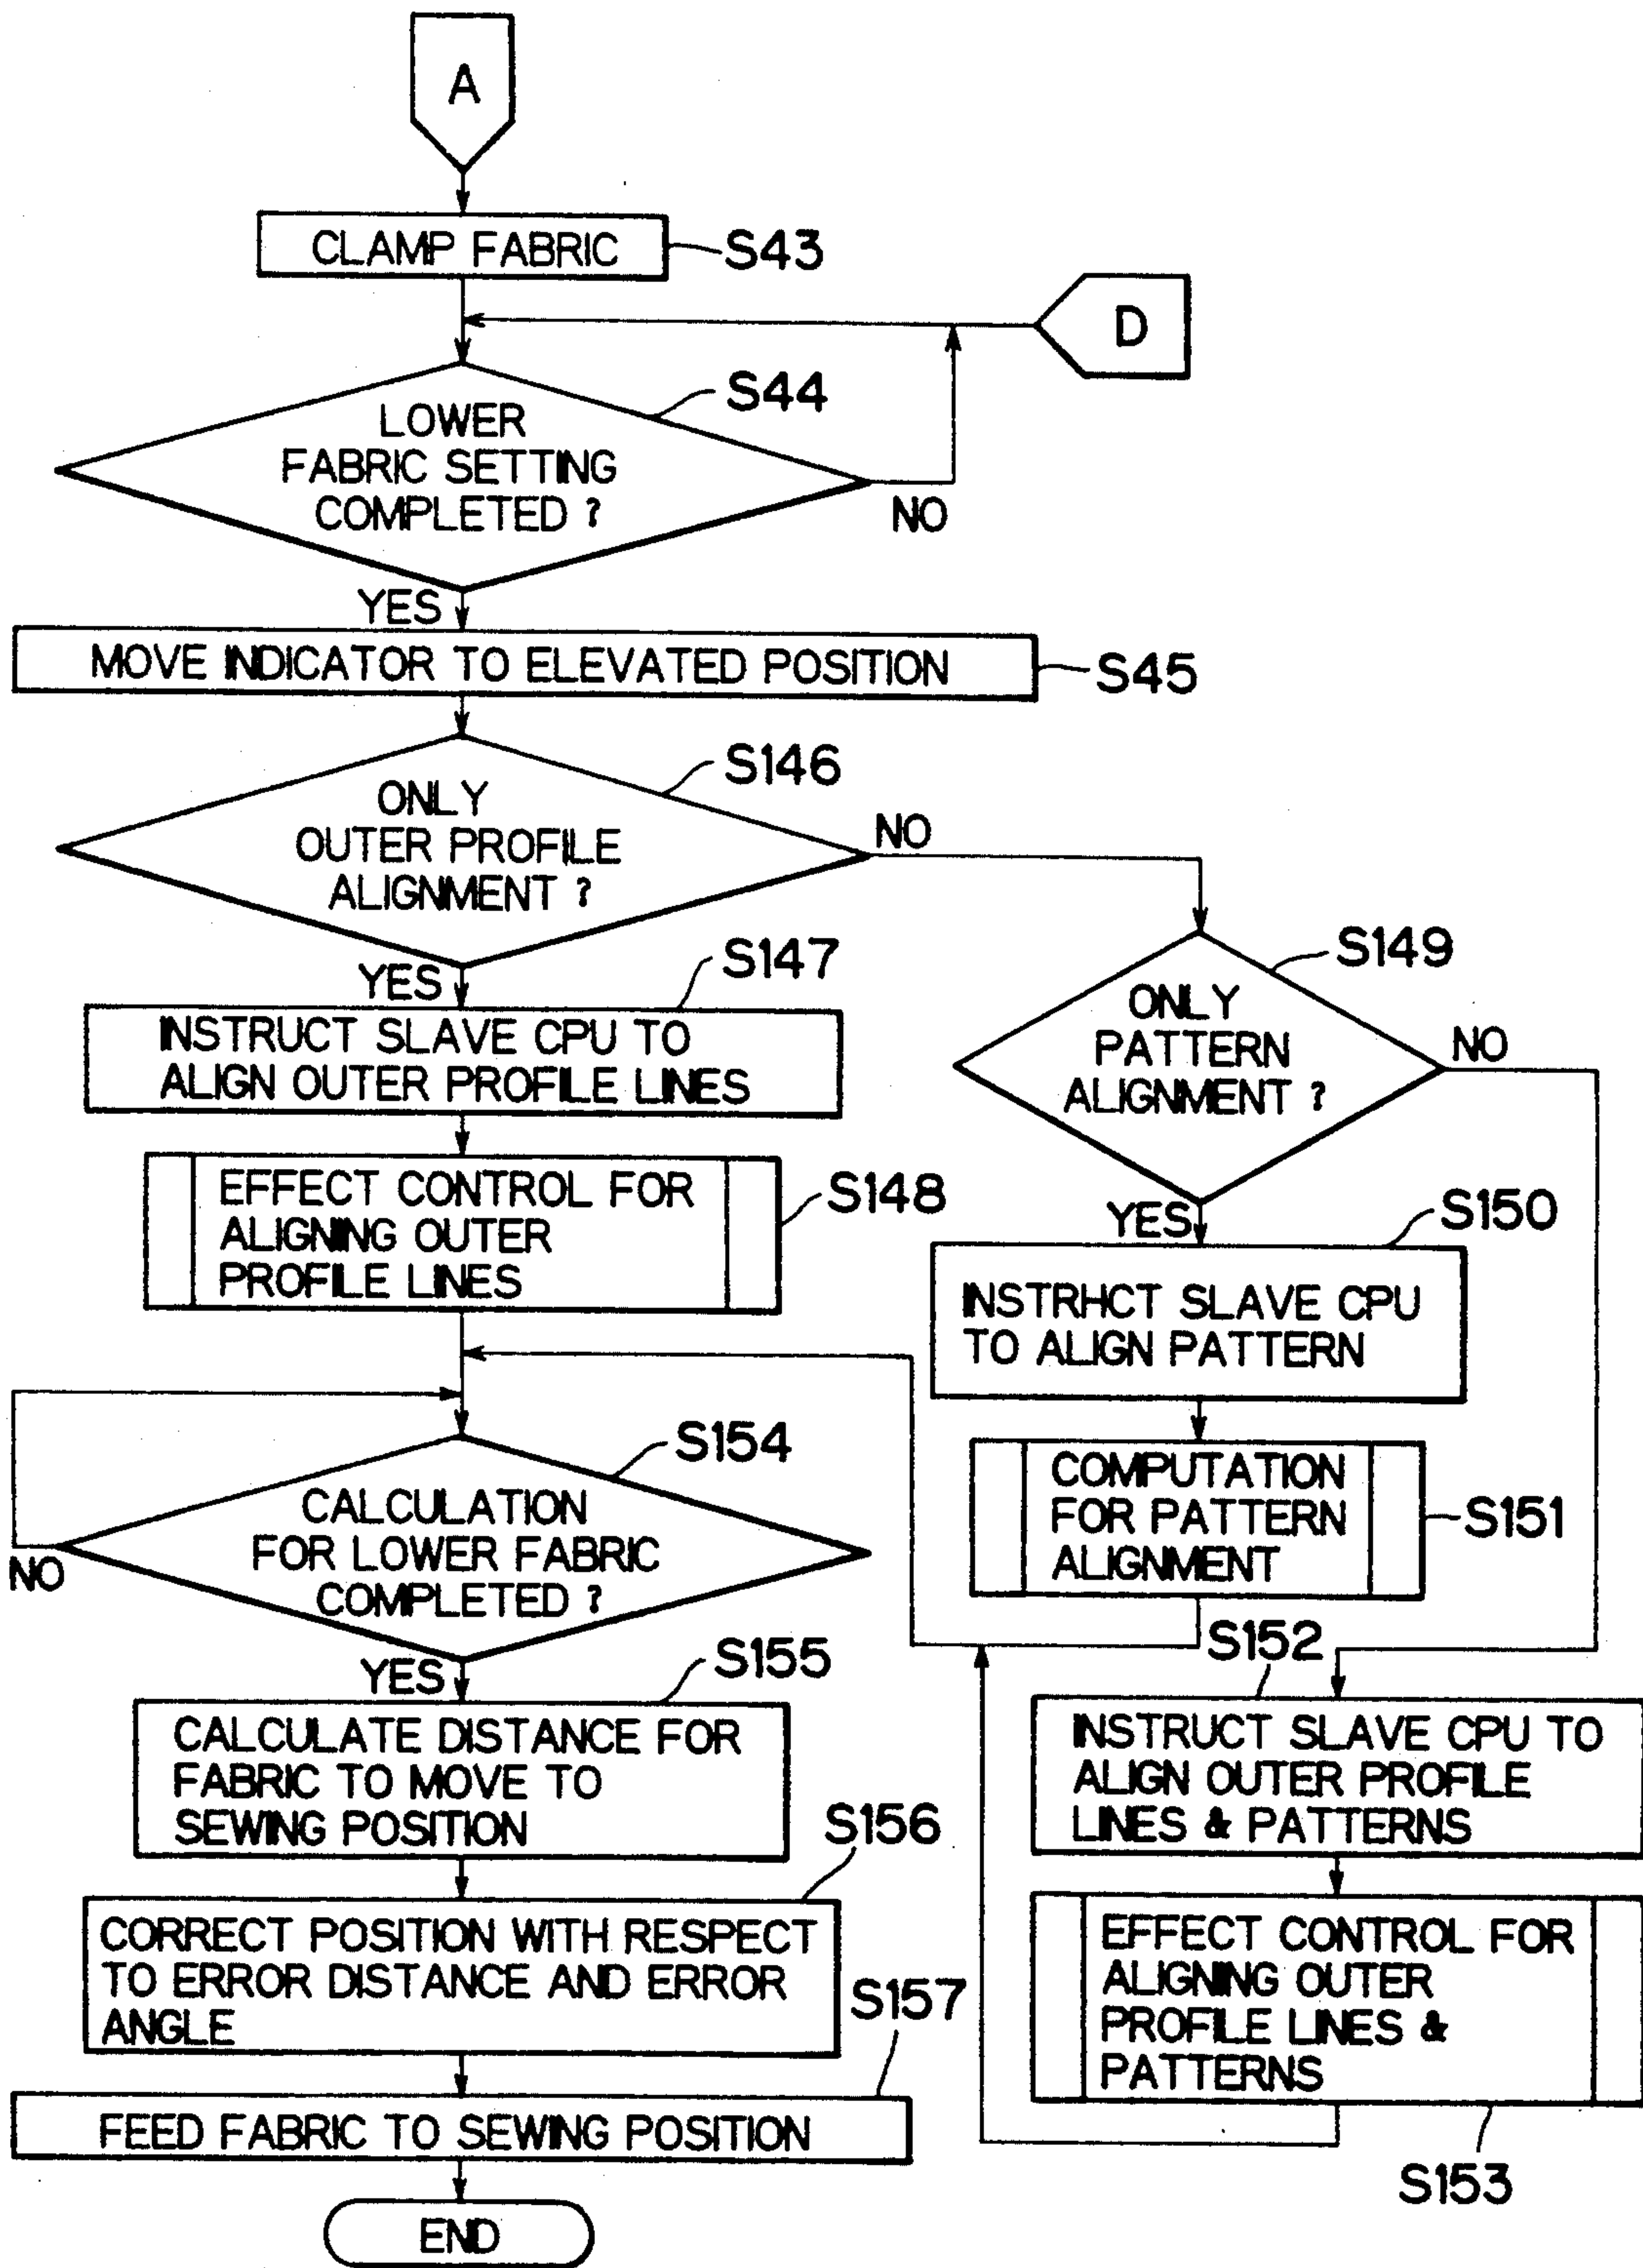 A
CLAMP FABRIC
S43
D
S44
LOWER
FABRIC SETTING
COMPLETED ?
NO
YES
MOVE INDICATOR TO ELEVATED POSITION
S45
S146
ONLY
OUTER PROFILE
ALIGNMENT ?
NO
YES
S147
INSTRUCT SLAVE CPU TO
ALIGN OUTER PROFILE LINES
EFFECT CONTROL FOR
ALIGNING OUTER
PROFILE LINES
S148
S149
ONLY
PATTERN
ALIGNMENT ?
NO
YES
S150
INSTRHCT SLAVE CPU
TO ALIGN PATTERN
COMPUTATION
FOR PATTERN
ALIGNMENT
S151
S152
INSTRUCT SLAVE CPU TO
ALIGN OUTER PROFILE
LINES & PATTERNS
EFFECT CONTROL FOR
ALIGNING OUTER
PROFILE LINES &
PATTERNS
S153
S154
CALCULATION
FOR LOWER FABRIC
COMPLETED ?
NO
YES
S155
CALCULATE DISTANCE FOR
FABRIC TO MOVE TO
SEWING POSITION
S156
CORRECT POSITION WITH RESPECT
TO ERROR DISTANCE AND ERROR
ANGLE
S157
FEED FABRIC TO SEWING POSITION
END